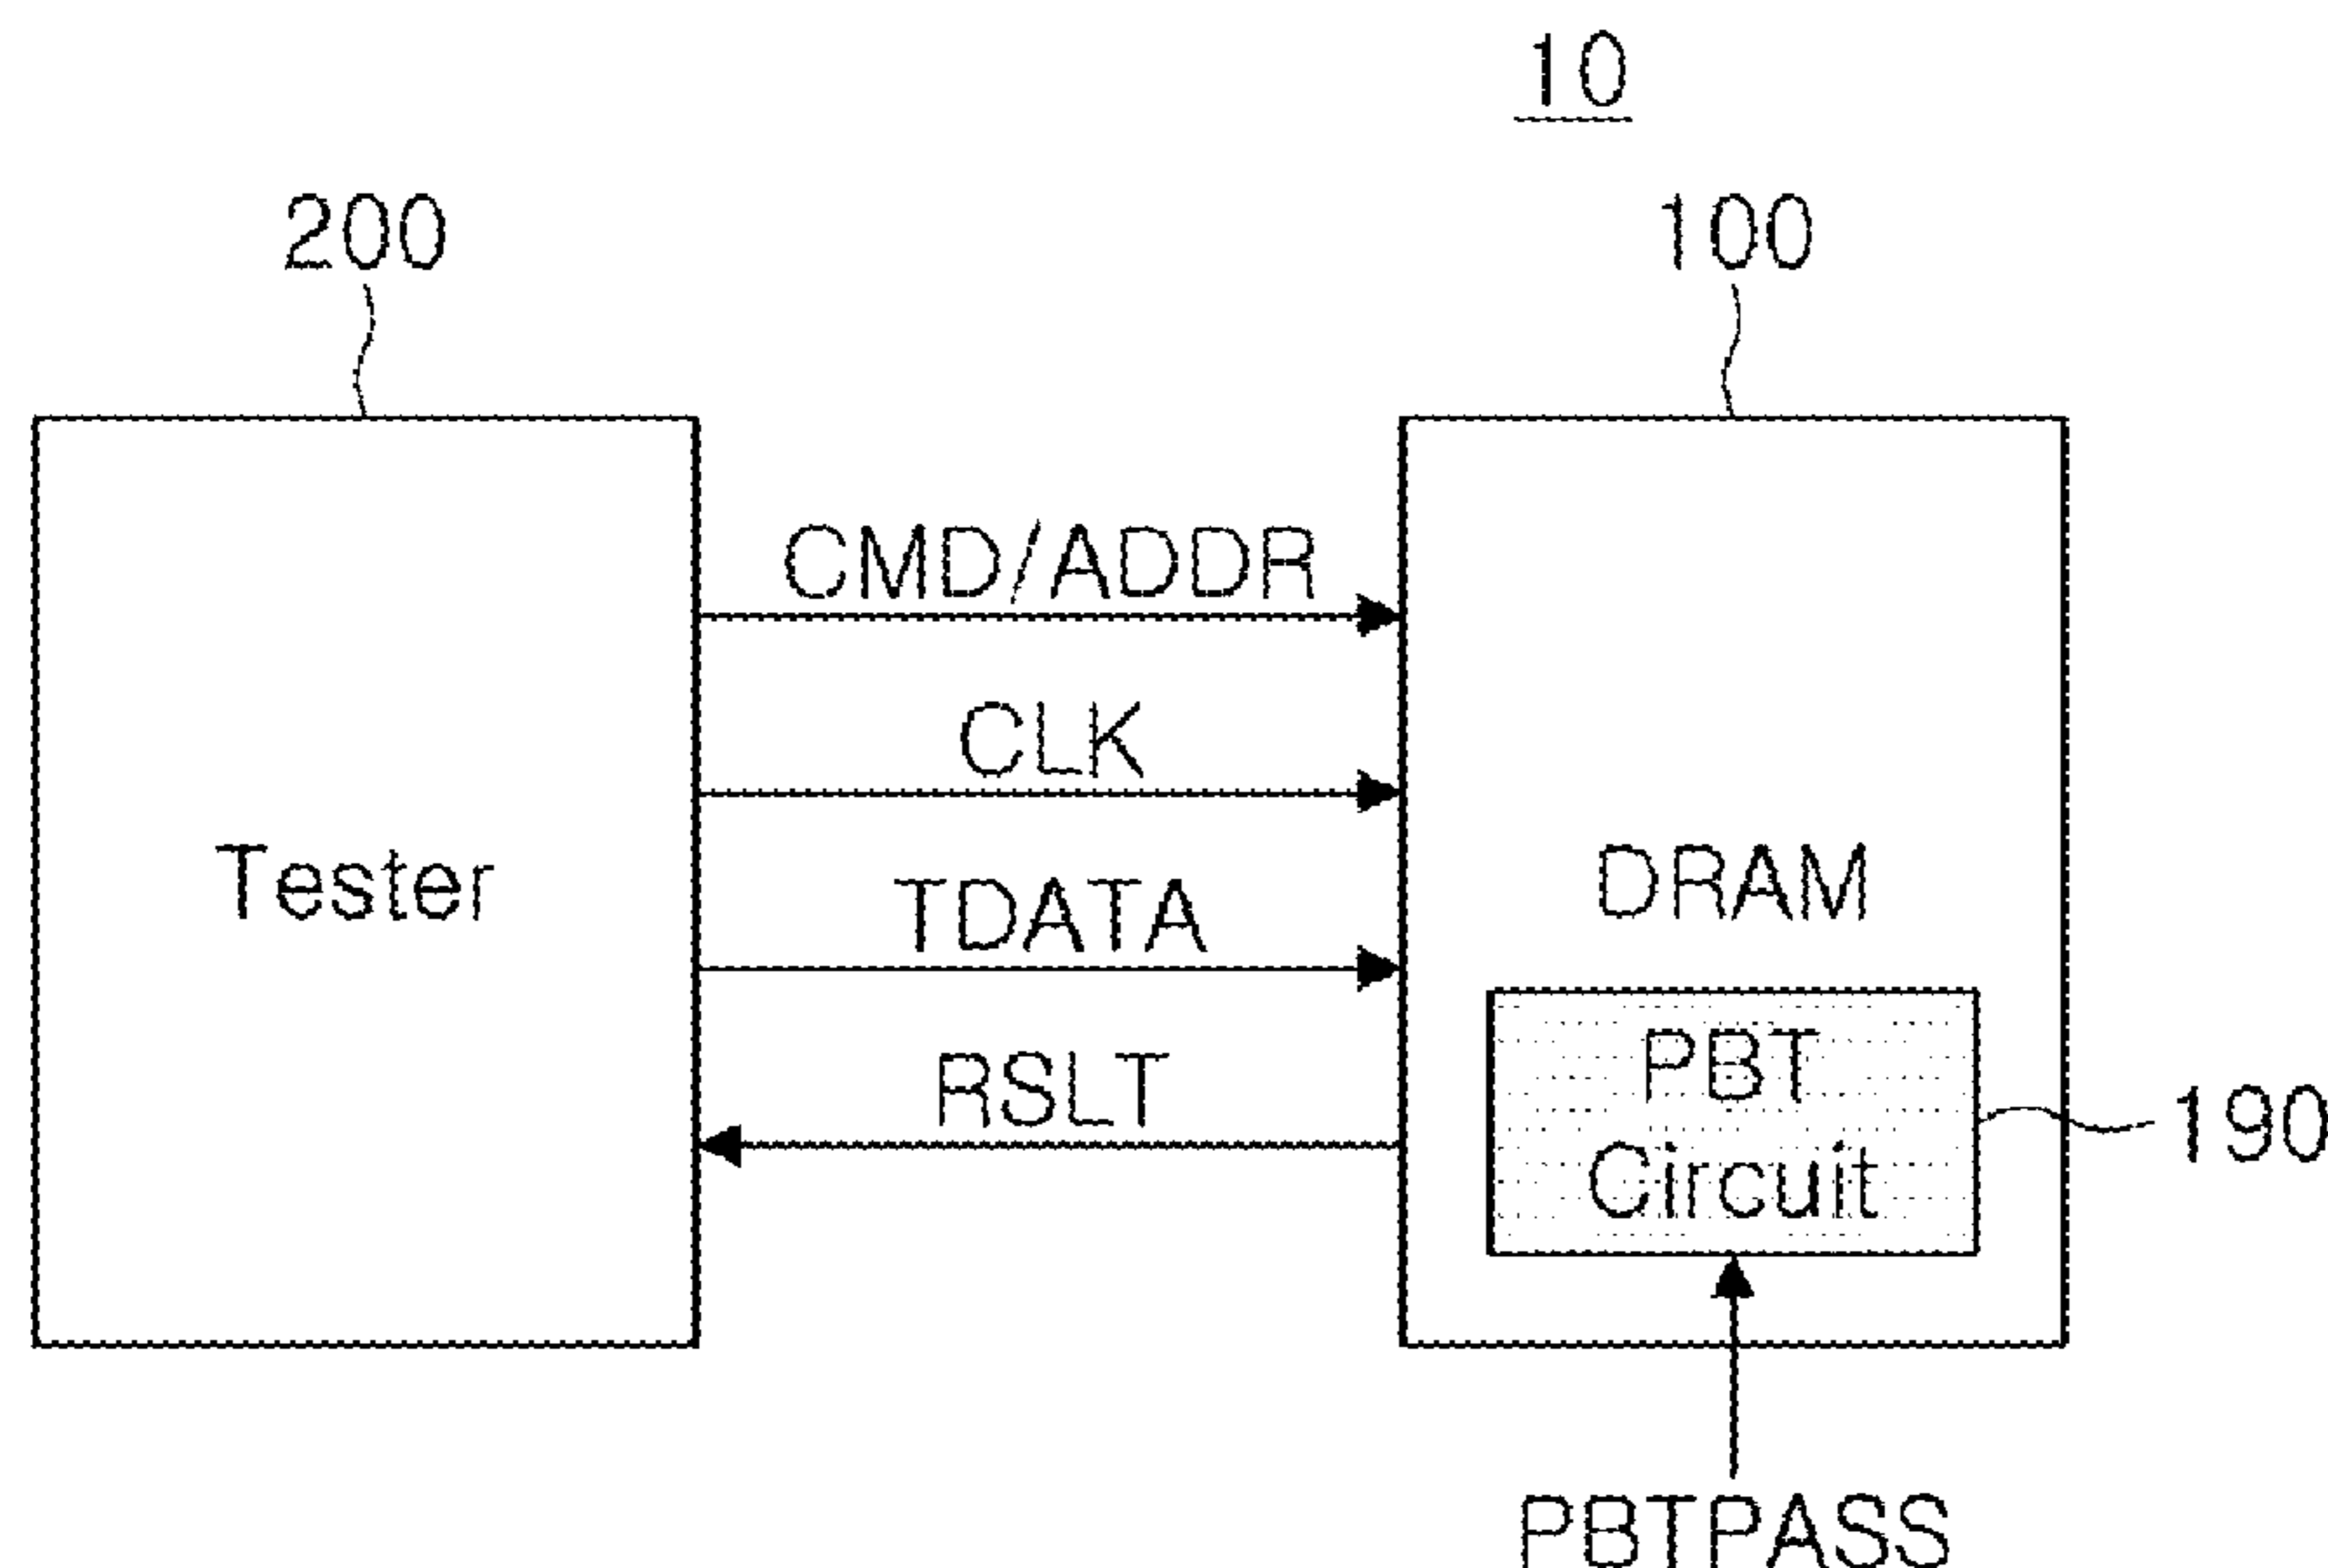 10
200
100
CMD/ADDR
CLK
Tester
DRAM
TDATA
RSLT
PBT
Circuit
190
PBTPASS